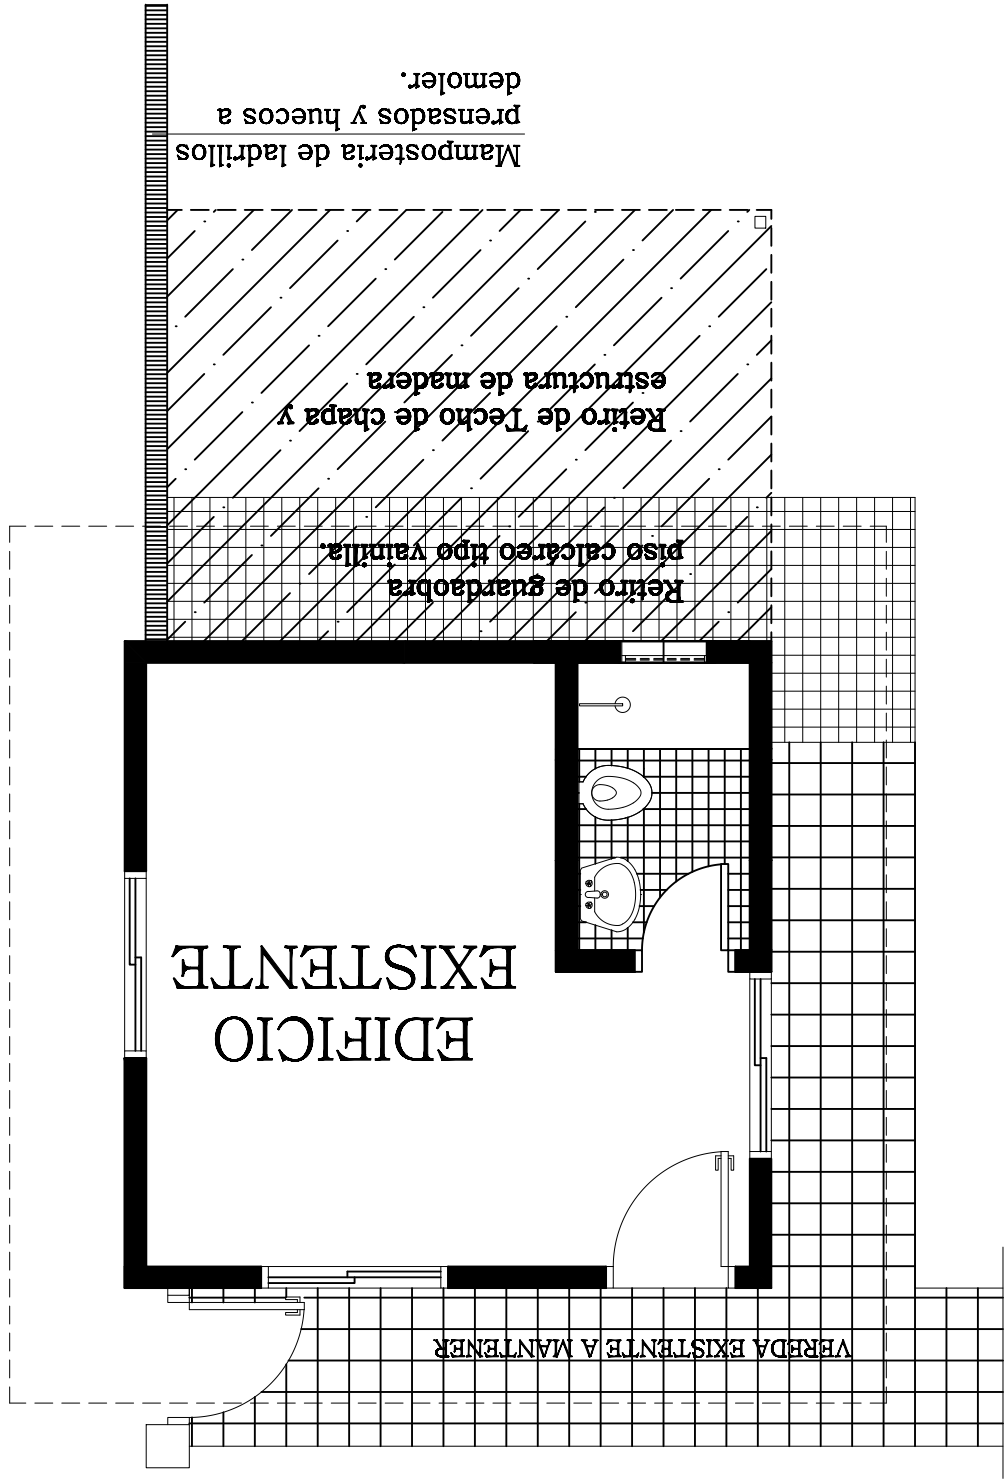 VEREDA EXISTENTE A MANTENER
EDIFICIO
EXISTENTE
Retiro de guardaobra
piso calcáreo tipo vainilla.
Retiro de Techo de chapa y
estructura de madera
Mamposteria de ladrillos
prensados y huecos a
demoler.